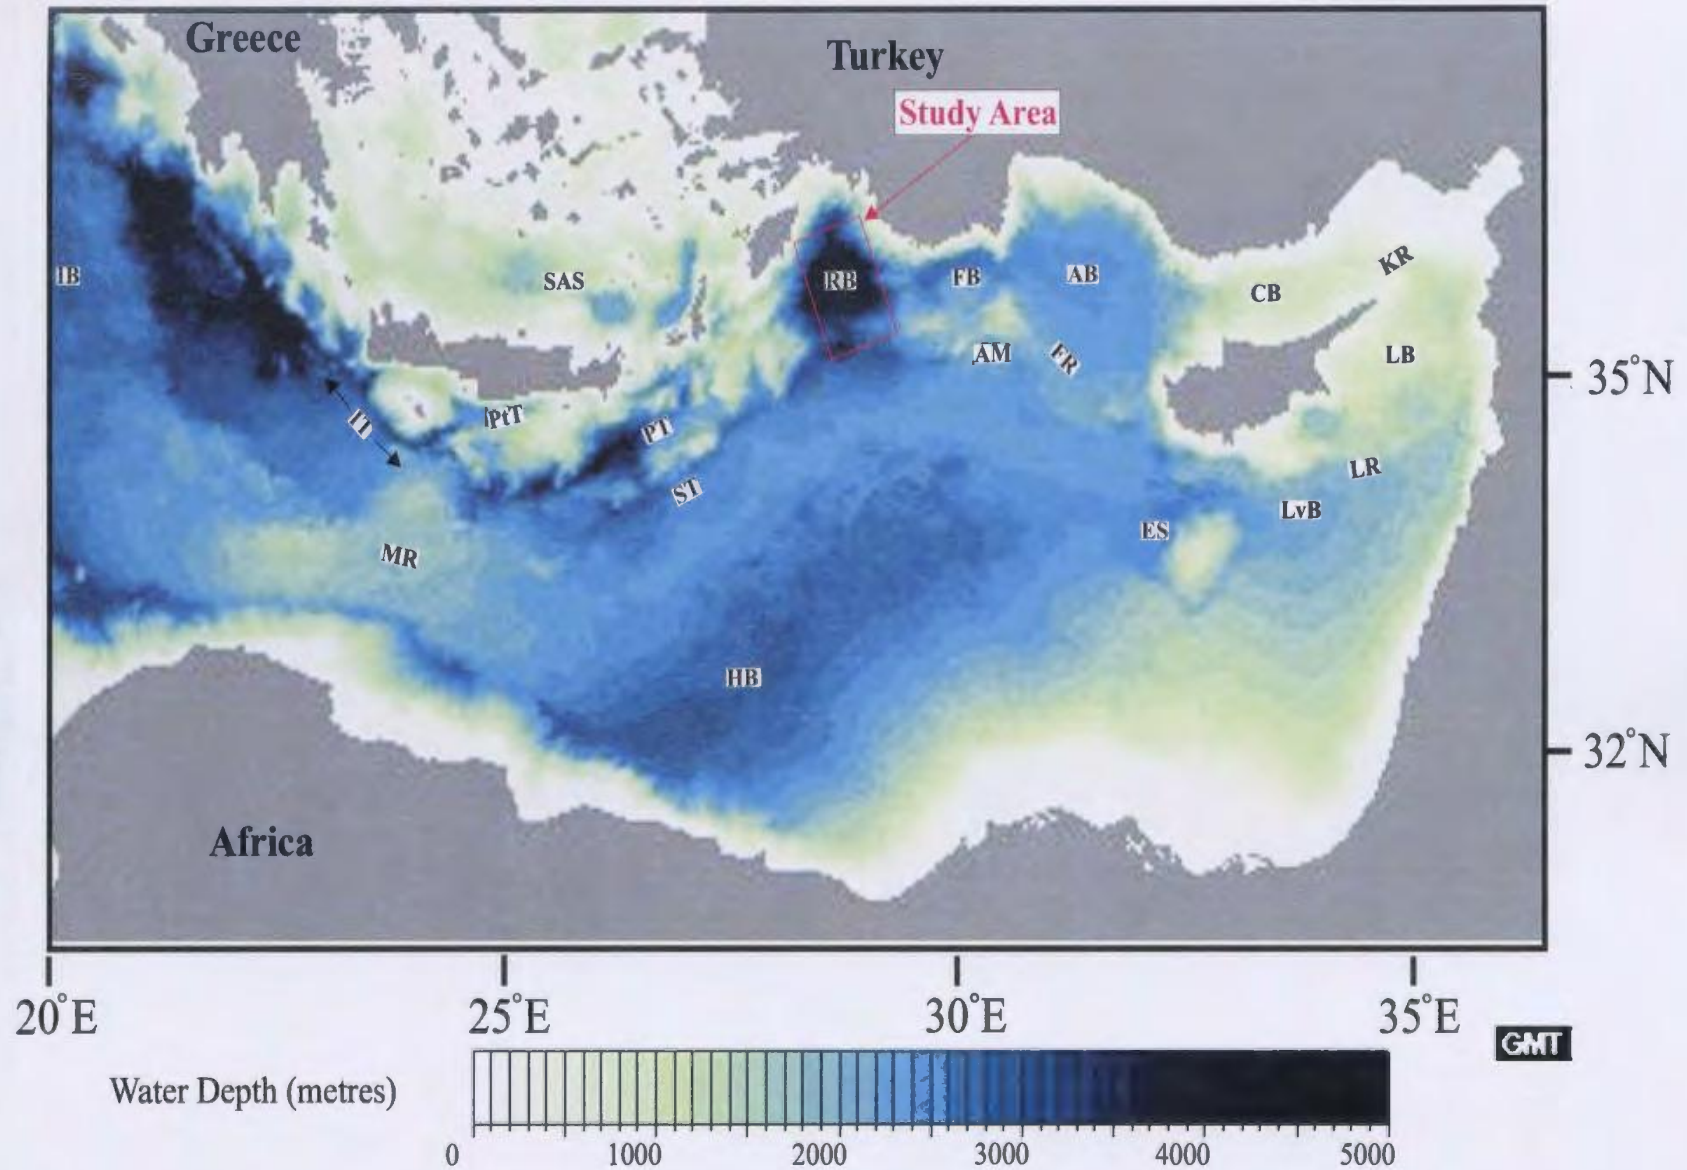 Greece
Turkey
Study Area
IB
SAS
RB
FB
AB
CB
KR
AM
FR
LB
35°N
IT
PtT
PT
ST
LR
LvB
ES
MR
HB
32°N
Africa
20°E 25°E 30°E 35°E
GMT
Water Depth (metres)
0 1000 2000 3000 4000 5000